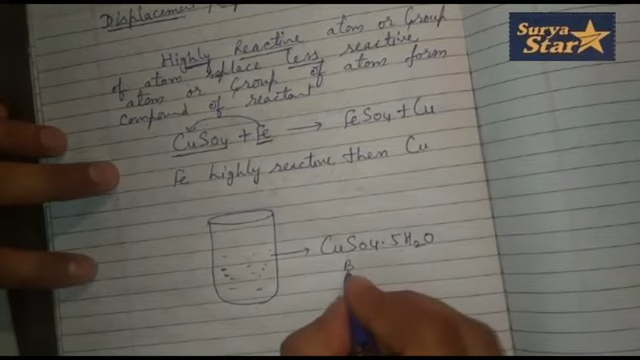 Displacement
Surya
Star
Highly Reactive atom or Group
of atom replace less reactive
atom or Group of atom form
compound of reactant
CuSo4 + Fe → FeSo4 + Cu
Fe highly reactive then Cu
→ CuSo4·5H2O
B